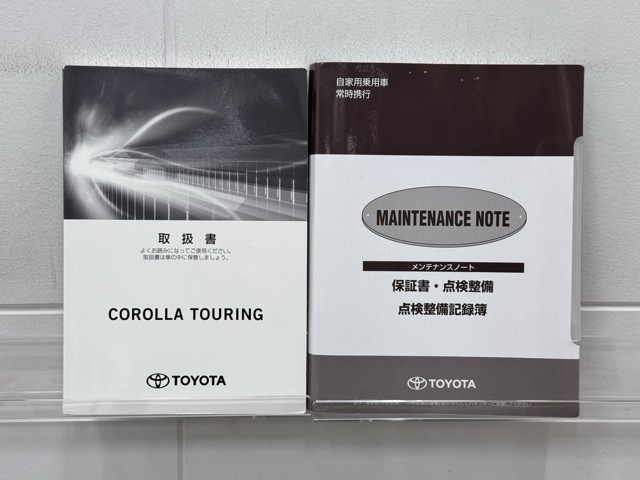 取扱書
よくお読みになってご使用ください。
取扱書は車の中に保管しましょう。
COROLLA TOURING
TOYOTA
自家用乗用車
常時携行
MAINTENANCE NOTE
メンテナンスノート
保証書・点検整備
点検整備記録簿
TOYOTA